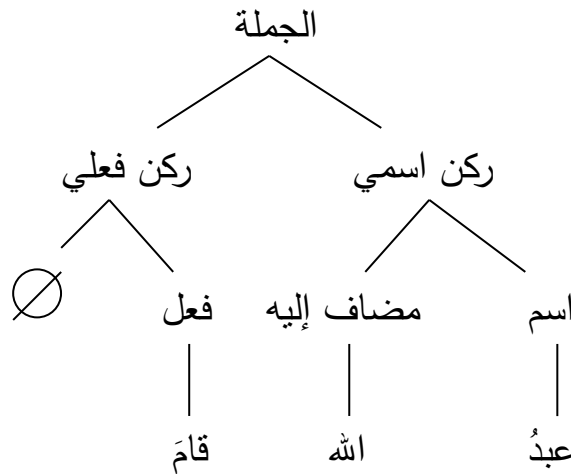 الجملة
ركن اسمي ركن فعلي
اسم مضاف إليه فعل ∅
عبدُ الله قامَ